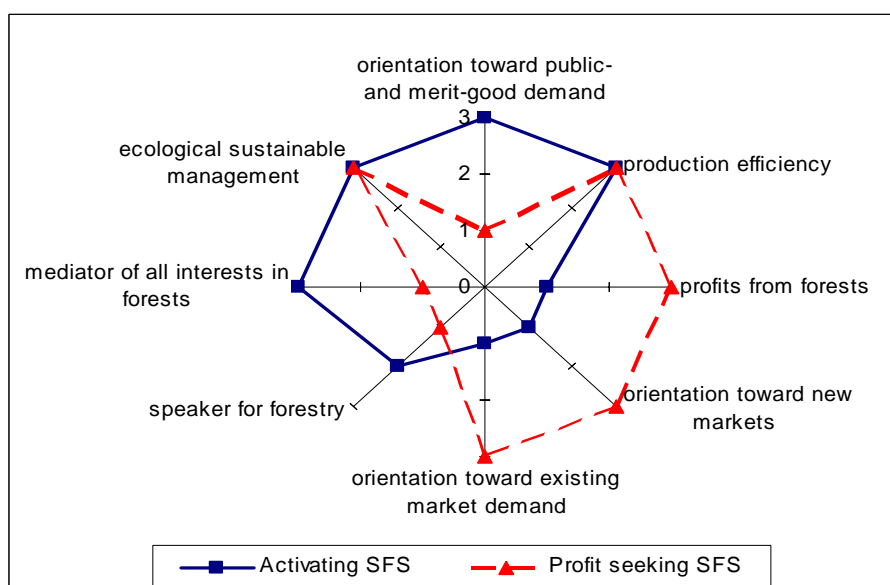 orientation toward public-
and merit-good demand
3
ecological sustainable
management
production efficiency
2
1
mediator of all interests in
forests
0
profits from forests
speaker for forestry
orientation toward new
markets
orientation toward existing
market demand
Activating SFS
Profit seeking SFS